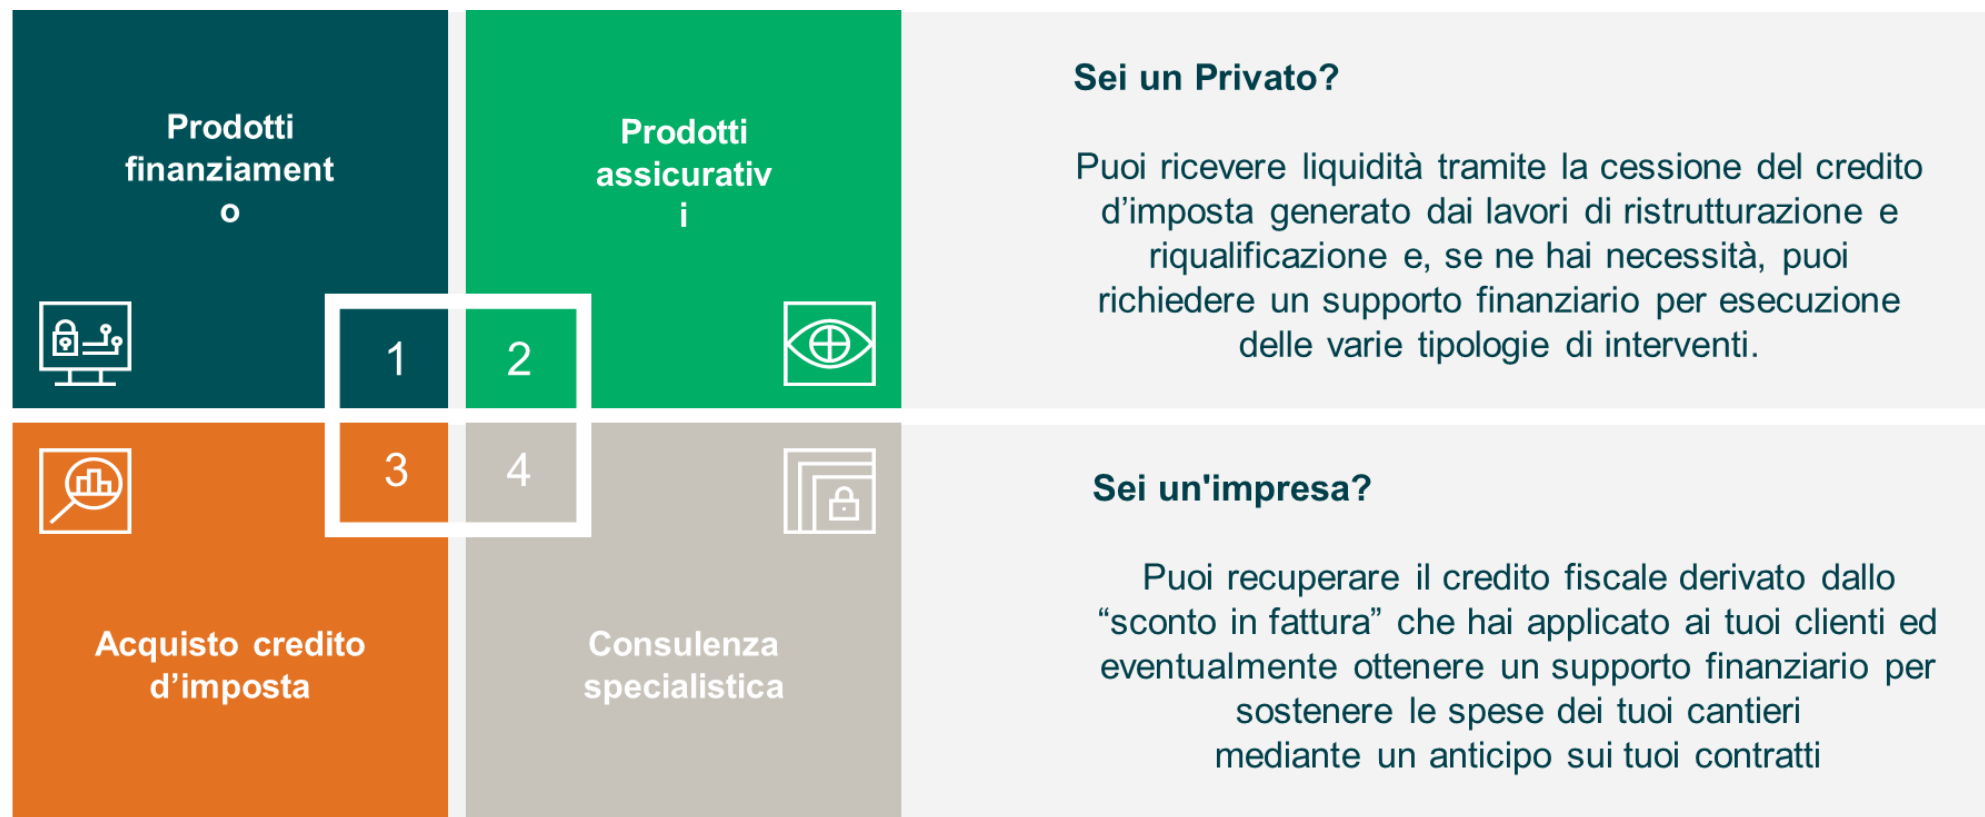 Prodotti
finanziament
o
1
Prodotti
assicurativ
i
2
3
Acquisto credito
d’imposta
4
Consulenza
specialistica
Sei un Privato?
Puoi ricevere liquidità tramite la cessione del credito
d’imposta generato dai lavori di ristrutturazione e
riqualificazione e, se ne hai necessità, puoi
richiedere un supporto finanziario per esecuzione
delle varie tipologie di interventi.
Sei un'impresa?
Puoi recuperare il credito fiscale derivato dallo
“sconto in fattura” che hai applicato ai tuoi clienti ed
eventualmente ottenere un supporto finanziario per
sostenere le spese dei tuoi cantieri
mediante un anticipo sui tuoi contratti